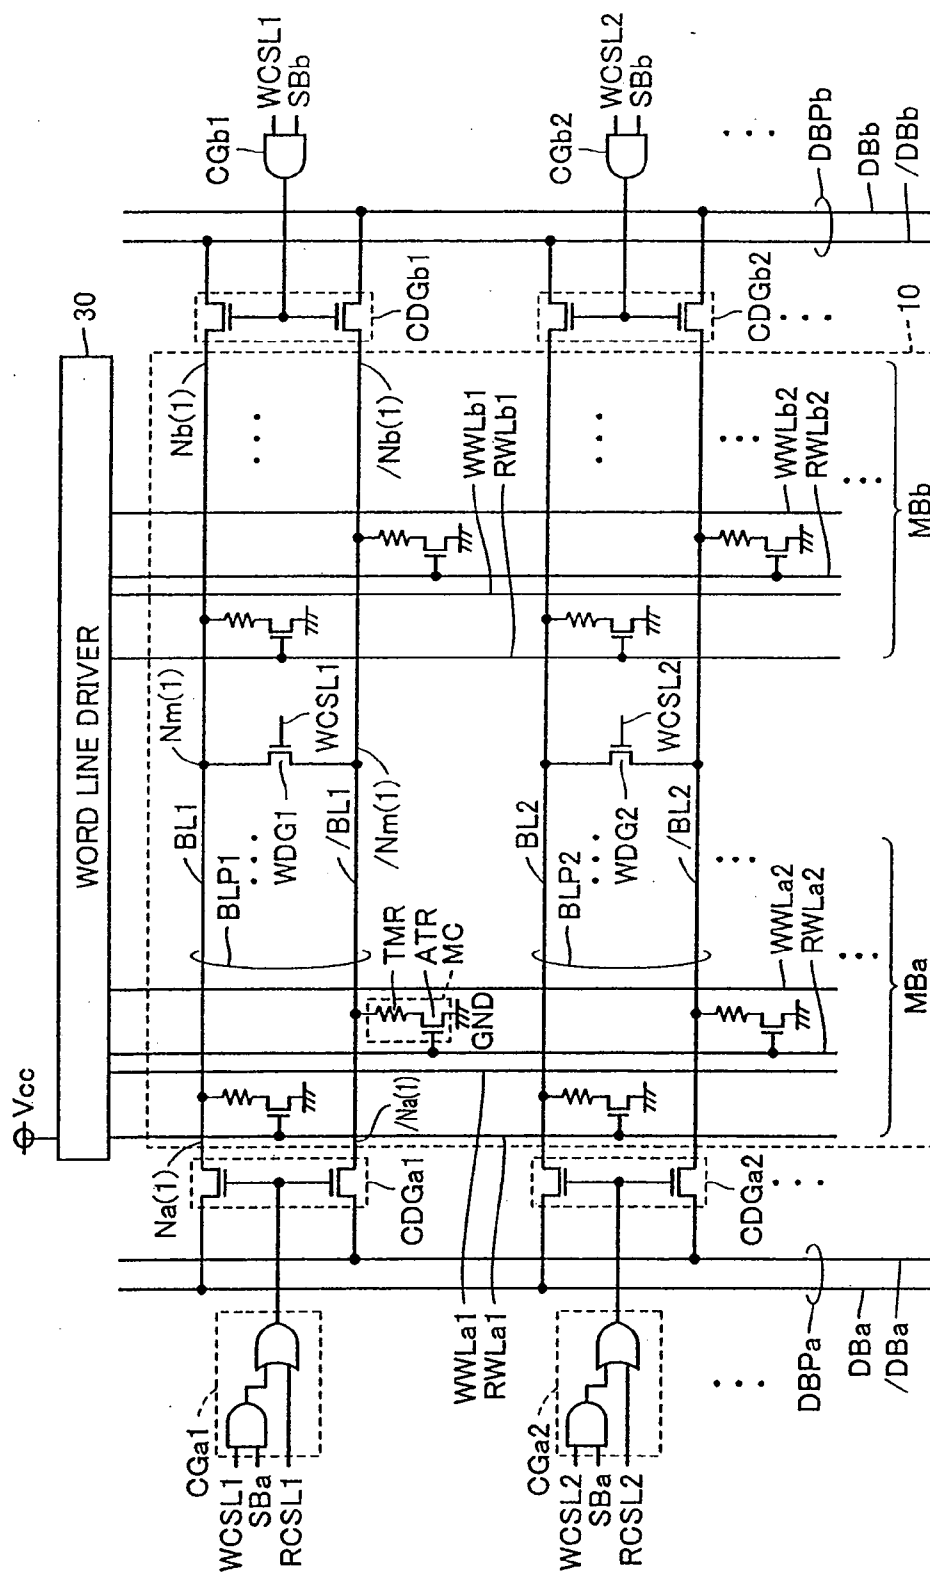 Vcc
WORD LINE DRIVER
30
CGa1
WCSL1
SBa
RCSL1
Na(1)
/Na(1)
CDGa1
BL1
BLP1
WDG1
/BL1
Nm(1)
/Nm(1)
WCSL1
TMR
ATR
MC
GND
Nb(1)
/Nb(1)
CDGb1
CGb1
WCSL1
SBb
WWLa1
RWLa1
WWLb1
RWLb1
CGa2
WCSL2
SBa
RCSL2
CDGa2
BL2
BLP2
WDG2
/BL2
WCSL2
CDGb2
CGb2
WCSL2
SBb
WWLa2
RWLa2
WWLb2
RWLb2
10
DBPa
DBa
/DBa
MBa
MBb
DBPb
DBb
/DBb